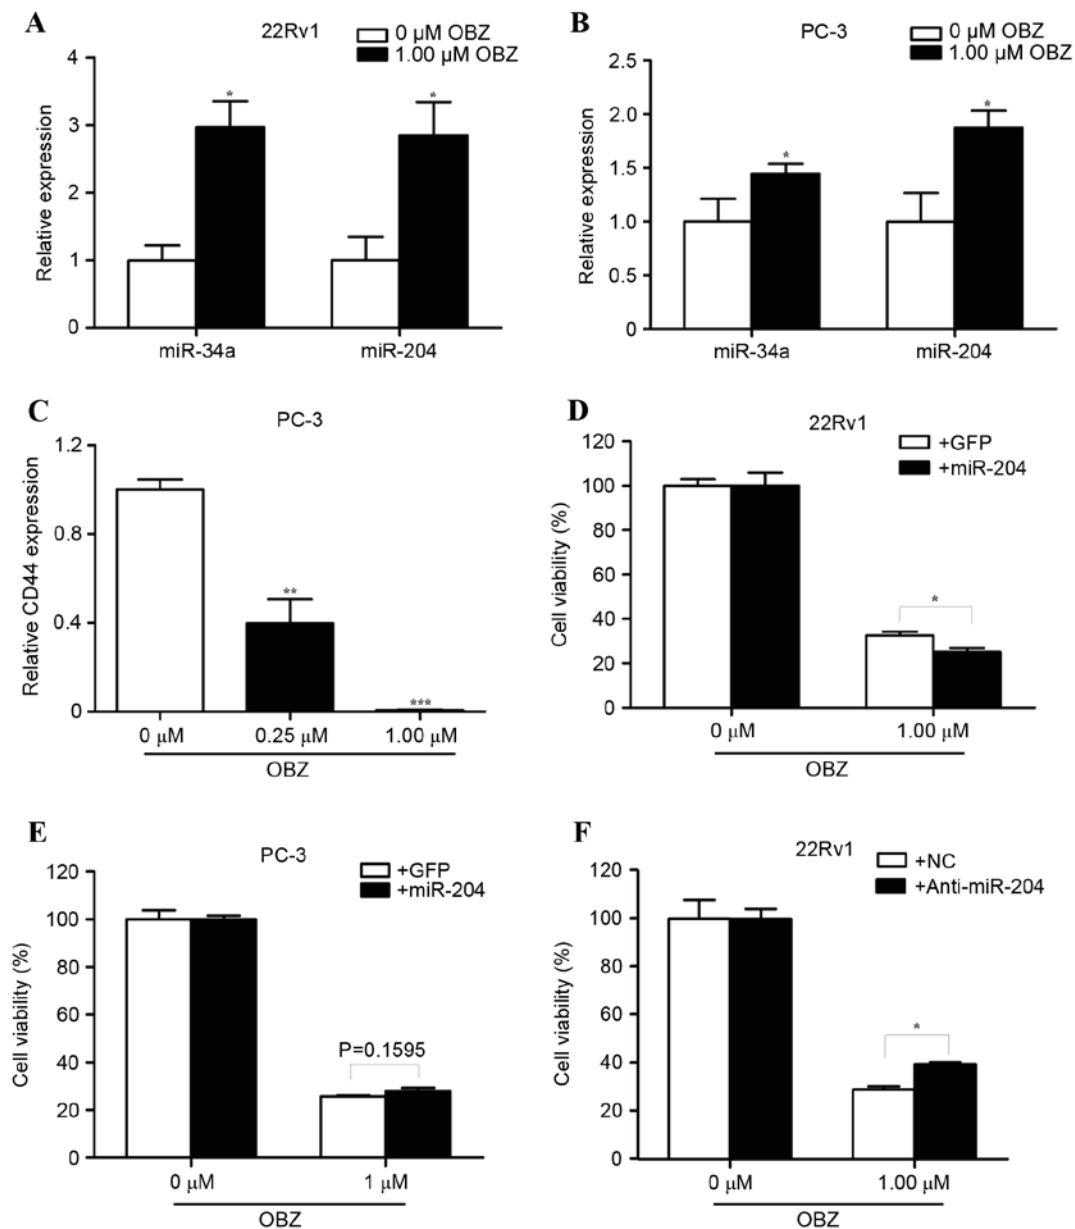 A
22Rv1
0 µM OBZ
1.00 µM OBZ
Relative expression
4
3
2
1
0
*
*
miR-34a
miR-204
B
PC-3
0 µM OBZ
1.00 µM OBZ
Relative expression
2.5
2.0
1.5
1.0
0.5
0
*
*
miR-34a
miR-204
C
PC-3
Relative CD44 expression
1.2
0.8
0.4
0
**
***
0 µM
0.25 µM
1.00 µM
OBZ
D
22Rv1
+GFP
+miR-204
Cell viability (%)
120
100
80
60
40
20
0
*
0 µM
1.00 µM
OBZ
E
PC-3
+GFP
+miR-204
Cell viability (%)
120
100
80
60
40
20
0
P=0.1595
0 µM
1 µM
OBZ
F
22Rv1
+NC
+Anti-miR-204
Cell viability (%)
120
100
80
60
40
20
0
*
0 µM
1.00 µM
OBZ